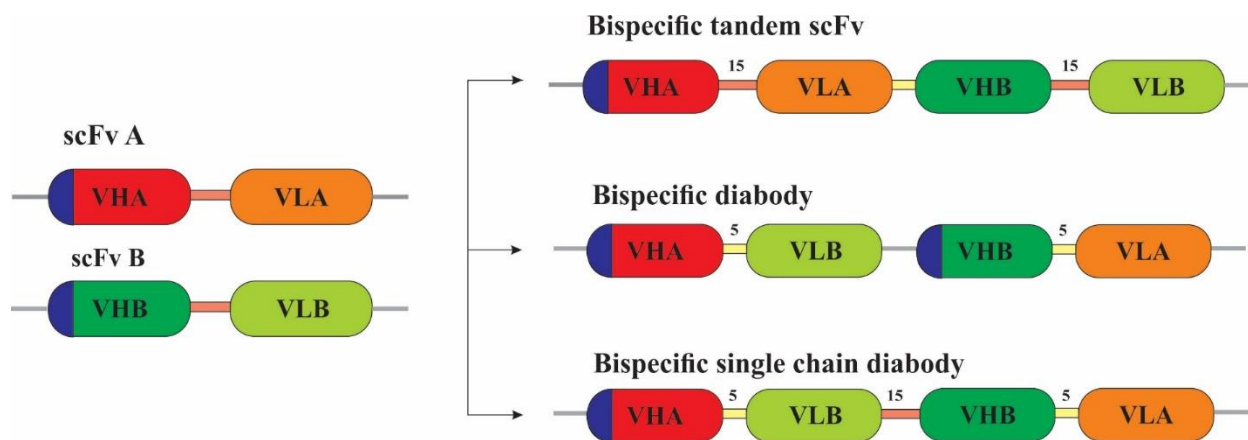 Bispecific tandem scFv
15 15
VHA VLA VHB VLB
scFv A
VHA VLA
scFv B
VHB VLB
Bispecific diabody
5 5
VHA VLB VHB VLA
Bispecific single chain diabody
5 15 5
VHA VLB VHB VLA